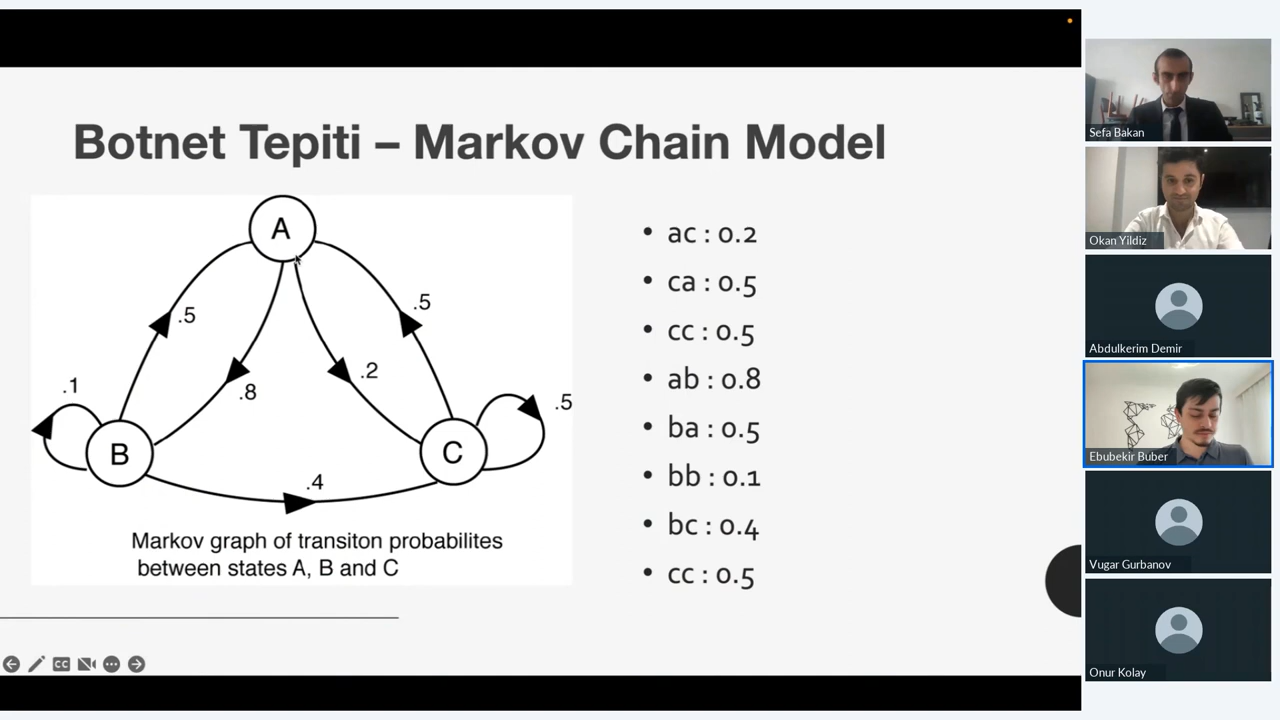 Botnet Tepiti – Markov Chain Model
A
.5
.5
.8
.2
.1
B
C
.5
.4
Markov graph of transiton probabilites
between states A, B and C
• ac : 0.2
• ca : 0.5
• cc : 0.5
• ab : 0.8
• ba : 0.5
• bb : 0.1
• bc : 0.4
• cc : 0.5
CC
Sefa Bakan
Okan Yildiz
Abdulkerim Demir
Ebubekir Buber
Vugar Gurbanov
Onur Kolay